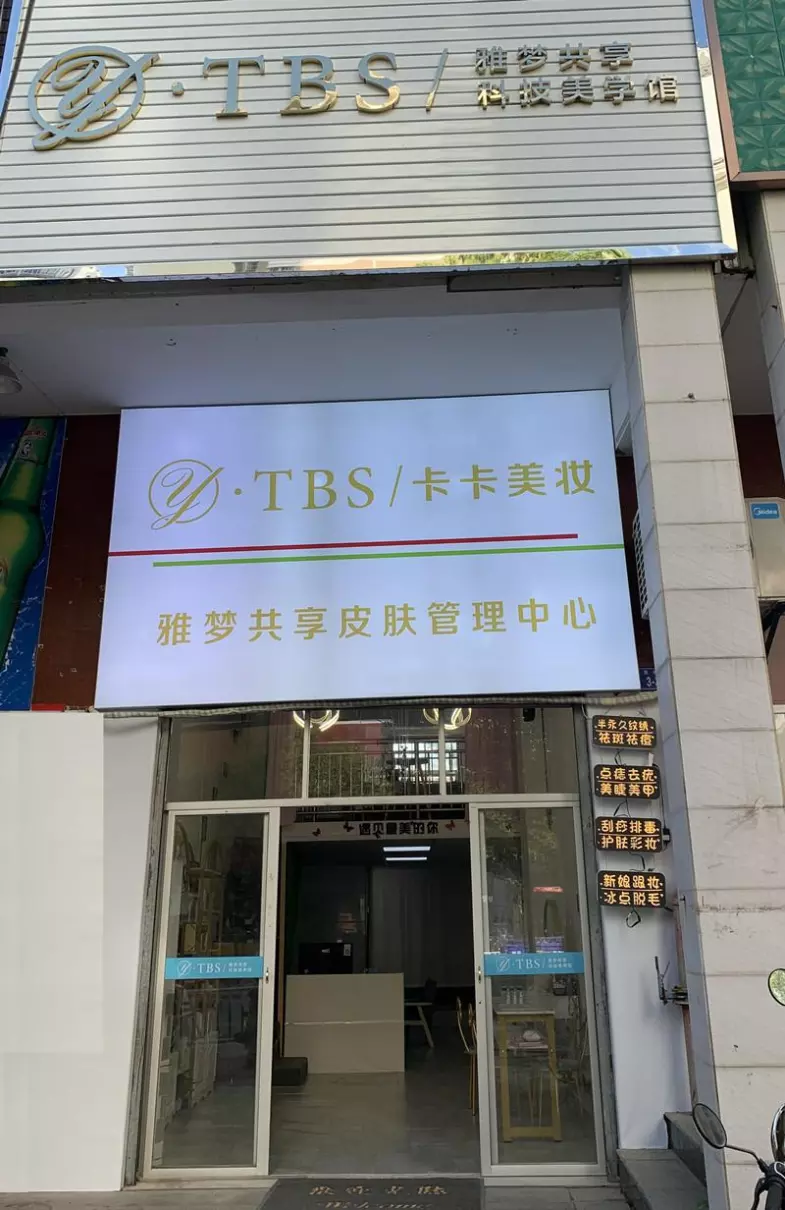 y·TBS/
雅梦共享
科技美学馆
y·TBS/卡卡美妆
雅梦共享皮肤管理中心
Midea
半永久纹绣
祛斑祛痘
点痣去疣
美睫美甲
刮痧排毒
护肤彩妆
新娘跟妆
冰点脱毛
遇见最美的你
y·TBS/
y·TBS/